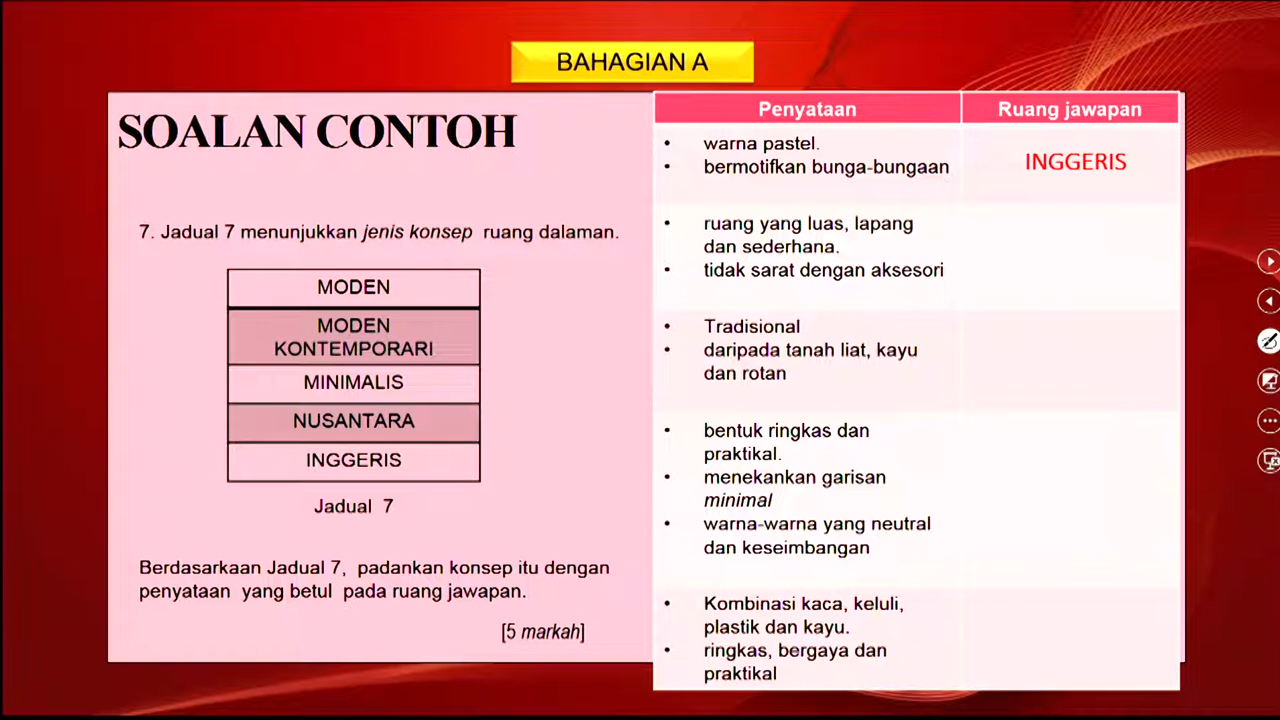 BAHAGIAN A
SOALAN CONTOH
7. Jadual 7 menunjukkan jenis konsep ruang dalaman.
MODEN
MODEN
KONTEMPORARI
MINIMALIS
NUSANTARA
INGGERIS
Jadual 7
Berdasarkaan Jadual 7, padankan konsep itu dengan
penyataan yang betul pada ruang jawapan.
[5 markah]
Penyataan Ruang jawapan
• warna pastel.
• bermotifkan bunga-bungaan
INGGERIS
• ruang yang luas, lapang
dan sederhana.
• tidak sarat dengan aksesori
• Tradisional
• daripada tanah liat, kayu
dan rotan
• bentuk ringkas dan
praktikal.
• menekankan garisan
minimal
• warna-warna yang neutral
dan keseimbangan
• Kombinasi kaca, keluli,
plastik dan kayu.
• ringkas, bergaya dan
praktikal